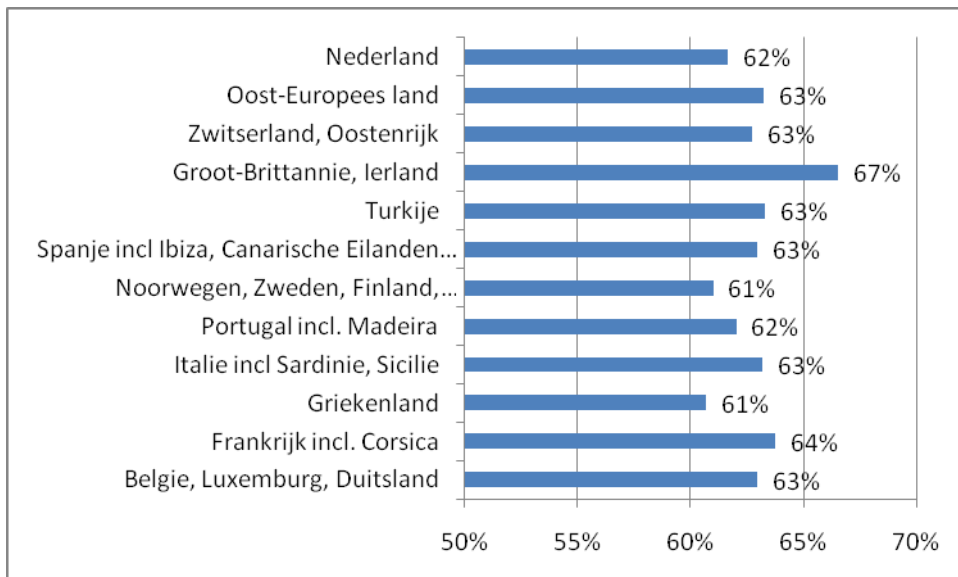 Nederland 62%
Oost-Europees land 63%
Zwitserland, Oostenrijk 63%
Groot-Brittannie, Ierland 67%
Turkije 63%
Spanje incl Ibiza, Canarische Eilanden... 63%
Noorwegen, Zweden, Finland,... 61%
Portugal incl. Madeira 62%
Italie incl Sardinie, Sicilie 63%
Griekenland 61%
Frankrijk incl. Corsica 64%
Belgie, Luxemburg, Duitsland 63%
50% 55% 60% 65% 70%